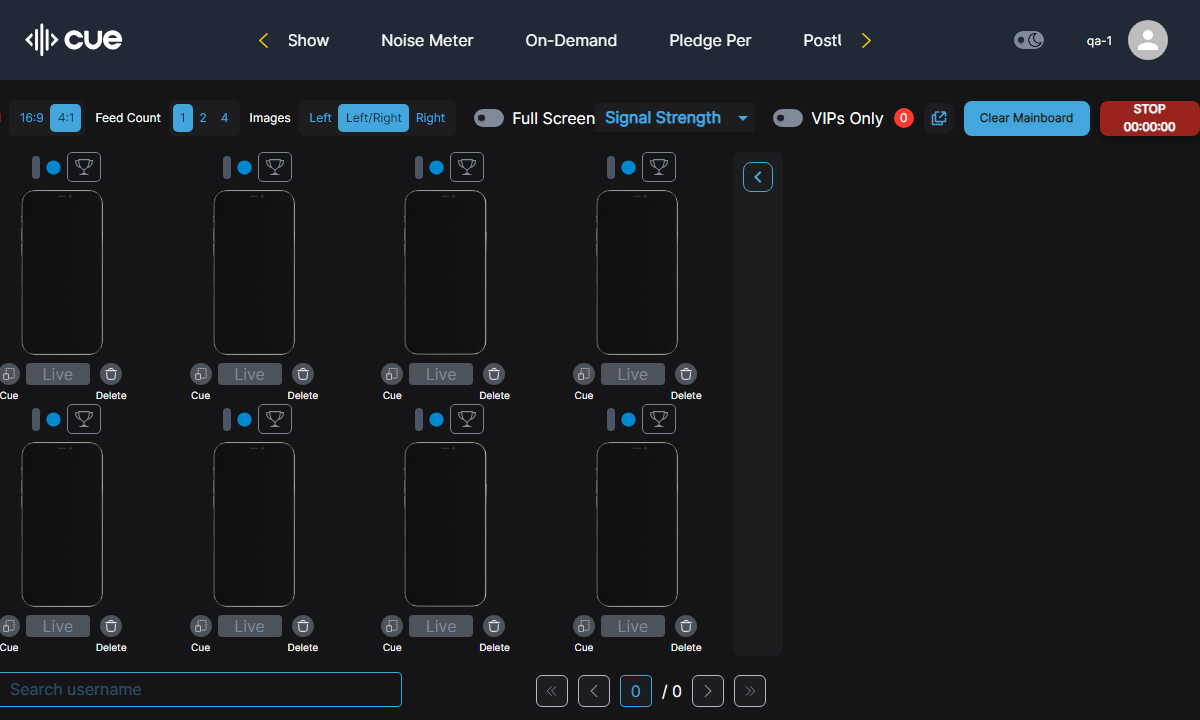 cue
Show Noise Meter On-Demand Pledge Per PostU qa-1
16:9 4:1 Feed Count 1 2 4 Images Left Left/Right Right Full Screen Signal Strength VIPs Only 0 Clear Mainboard STOP
00:00:00
Live Live Live Live
Cue Delete Cue Delete Cue Delete Cue Delete
Live Live Live Live
Cue Delete Cue Delete Cue Delete Cue Delete
Search username 0 / 0